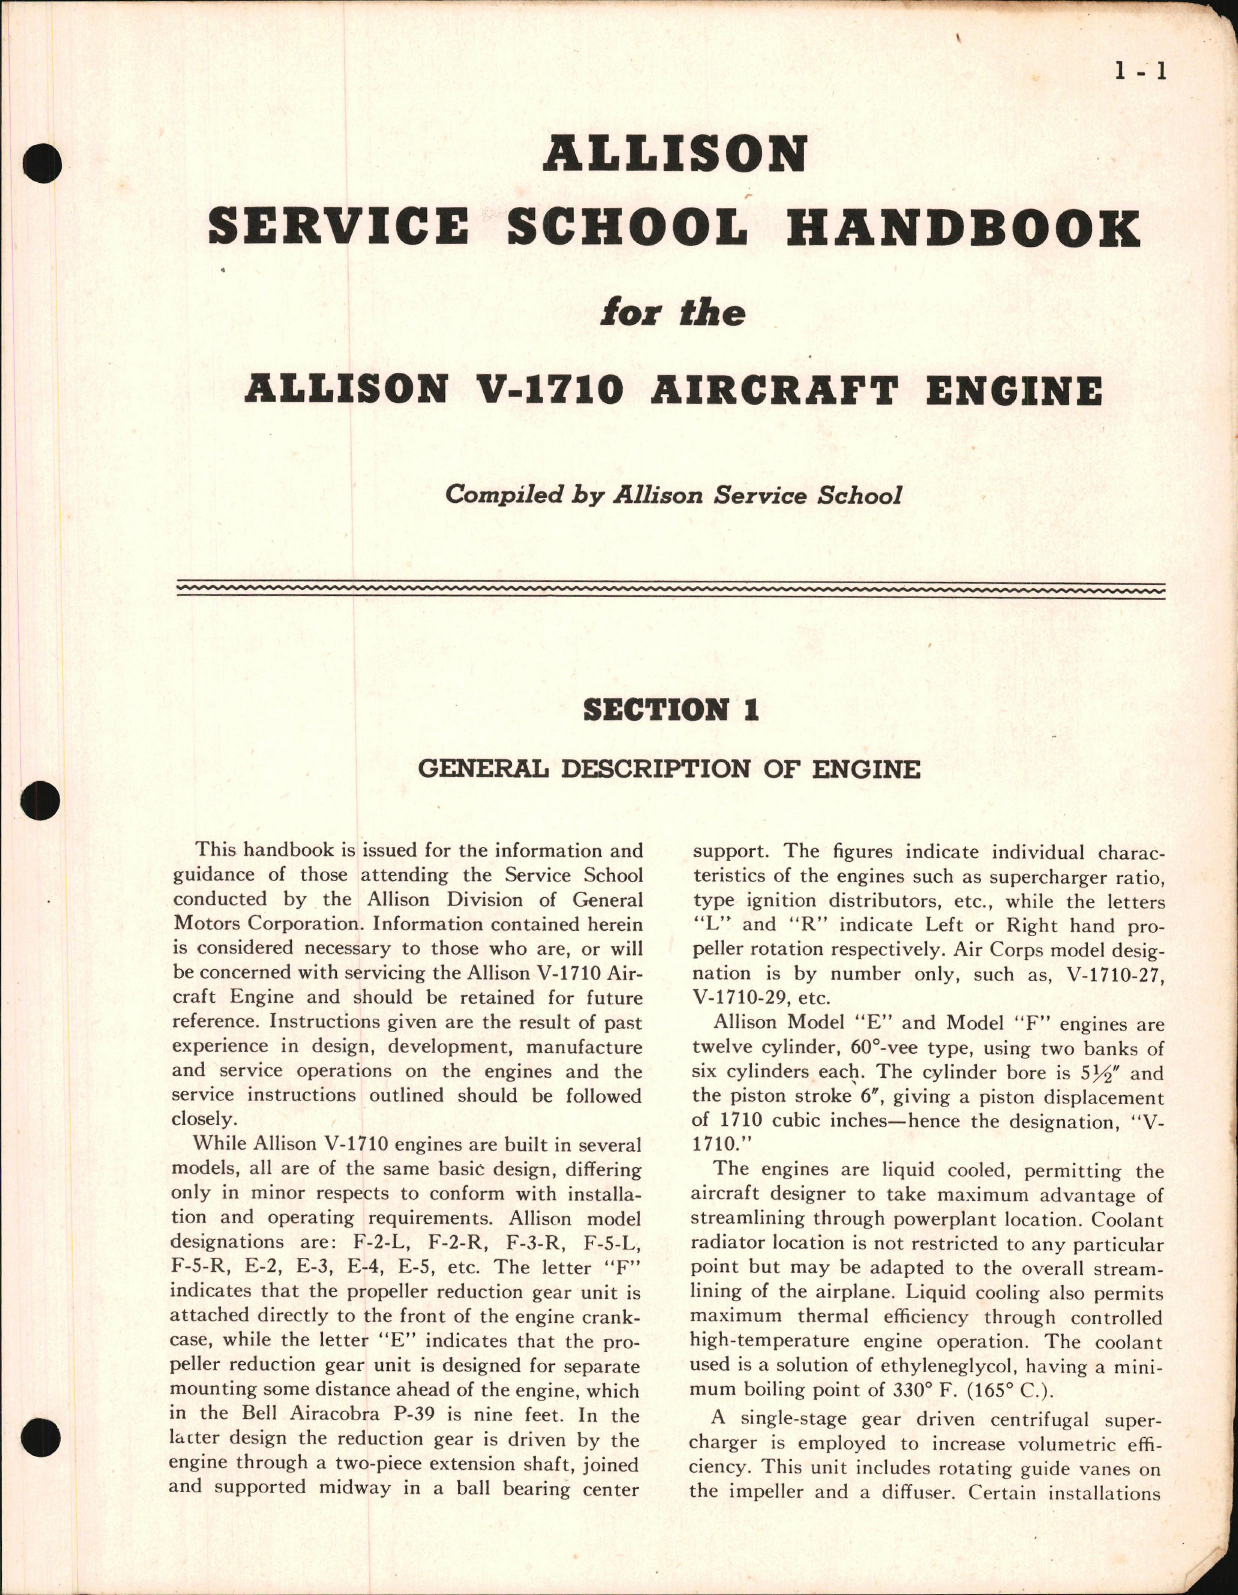 1 - 1
ALLISON
SERVICE SCHOOL HANDBOOK
for the
ALLISON V-1710 AIRCRAFT ENGINE
Compiled by Allison Service School
SECTION 1
GENERAL DESCRIPTION OF ENGINE
This handbook is issued for the information and
guidance of those attending the Service School
conducted by the Allison Division of General
Motors Corporation. Information contained herein
is considered necessary to those who are, or will
be concerned with servicing the Allison V-1710 Air-
craft Engine and should be retained for future
reference. Instructions given are the result of past
experience in design, development, manufacture
and service operations on the engines and the
service instructions outlined should be followed
closely.
While Allison V-1710 engines are built in several
models, all are of the same basic design, differing
only in minor respects to conform with installa-
tion and operating requirements. Allison model
designations are: F-2-L, F-2-R, F-3-R, F-5-L,
F-5-R, E-2, E-3, E-4, E-5, etc. The letter “F”
indicates that the propeller reduction gear unit is
attached directly to the front of the engine crank-
case, while the letter “E” indicates that the pro-
peller reduction gear unit is designed for separate
mounting some distance ahead of the engine, which
in the Bell Airacobra P-39 is nine feet. In the
latter design the reduction gear is driven by the
engine through a two-piece extension shaft, joined
and supported midway in a ball bearing center
support. The figures indicate individual charac-
teristics of the engines such as supercharger ratio,
type ignition distributors, etc., while the letters
“L” and “R” indicate Left or Right hand pro-
peller rotation respectively. Air Corps model desig-
nation is by number only, such as, V-1710-27,
V-1710-29, etc.
Allison Model “E” and Model “F” engines are
twelve cylinder, 60°-vee type, using two banks of
six cylinders each. The cylinder bore is 5½″ and
the piston stroke 6″, giving a piston displacement
of 1710 cubic inches—hence the designation, “V-
1710.”
The engines are liquid cooled, permitting the
aircraft designer to take maximum advantage of
streamlining through powerplant location. Coolant
radiator location is not restricted to any particular
point but may be adapted to the overall stream-
lining of the airplane. Liquid cooling also permits
maximum thermal efficiency through controlled
high-temperature engine operation. The coolant
used is a solution of ethyleneglycol, having a mini-
mum boiling point of 330° F. (165° C.).
A single-stage gear driven centrifugal super-
charger is employed to increase volumetric effi-
ciency. This unit includes rotating guide vanes on
the impeller and a diffuser. Certain installations